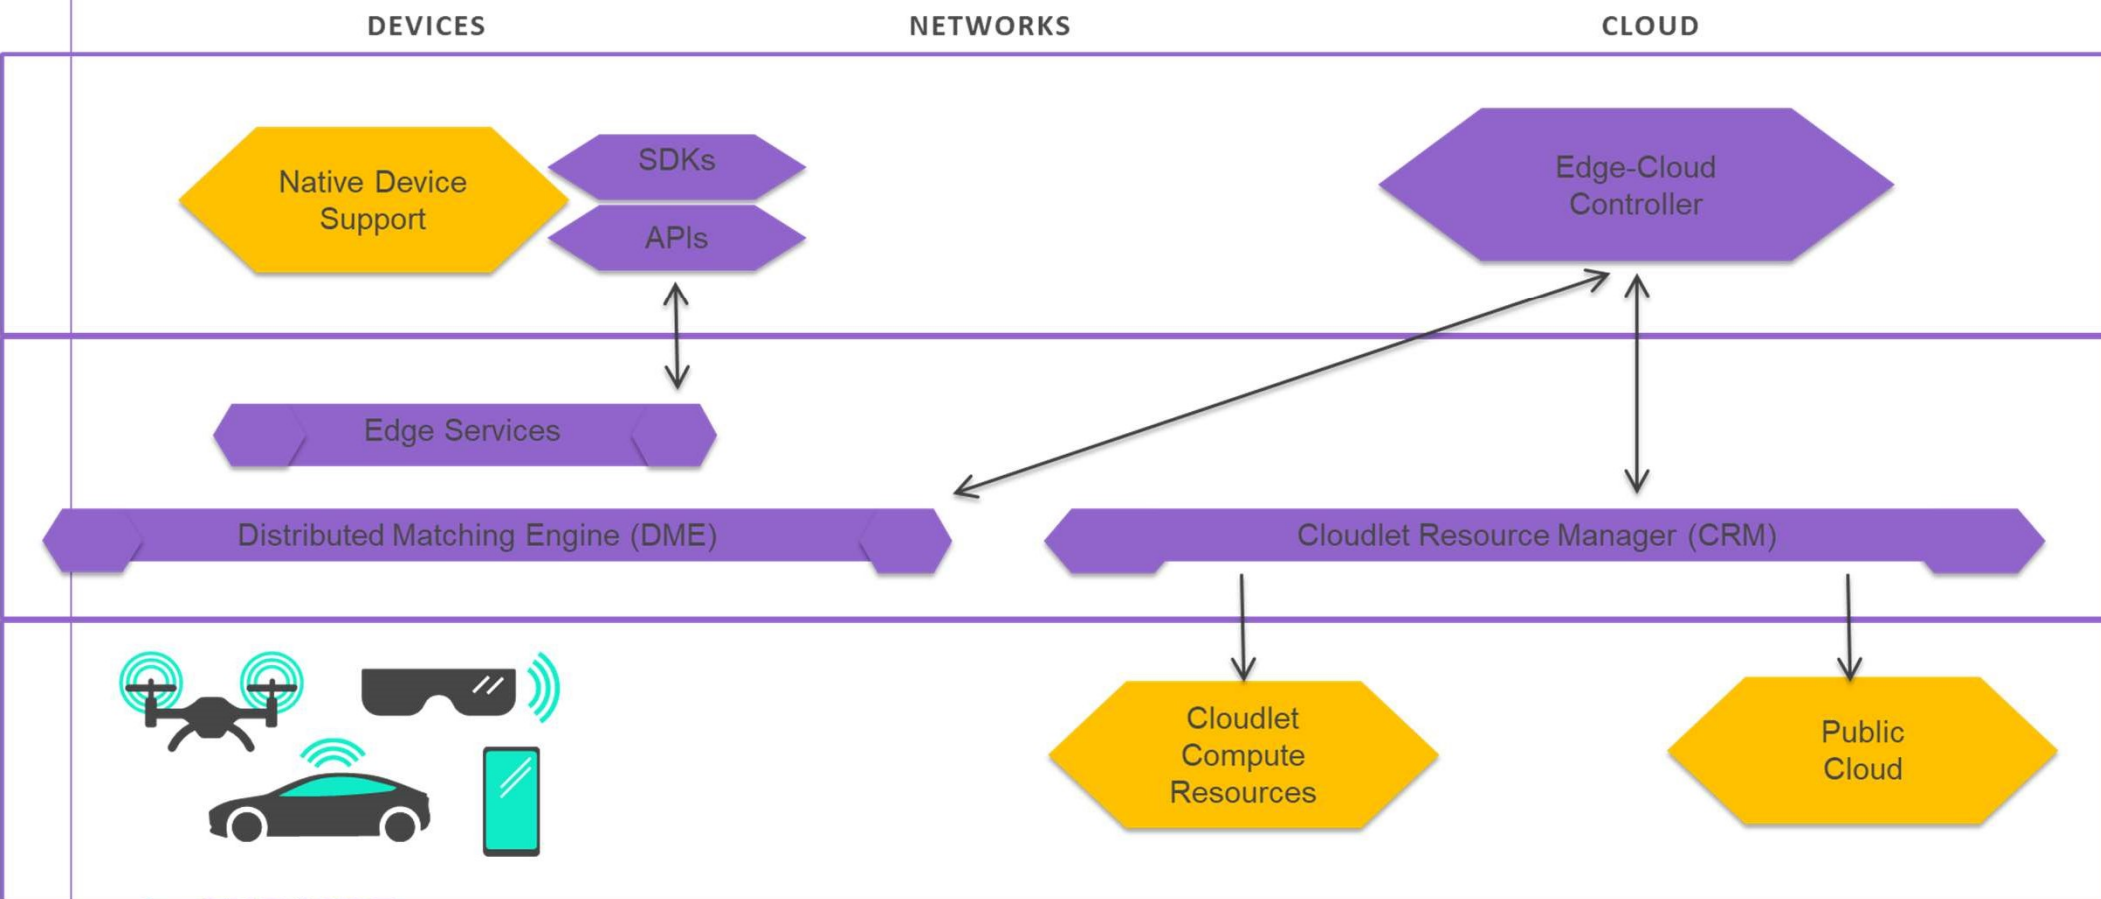 DEVICES
NETWORKS
CLOUD
Native Device
Support
SDKs
APIs
Edge-Cloud
Controller
Edge Services
Distributed Matching Engine (DME)
Cloudlet Resource Manager (CRM)
Cloudlet
Compute
Resources
Public
Cloud